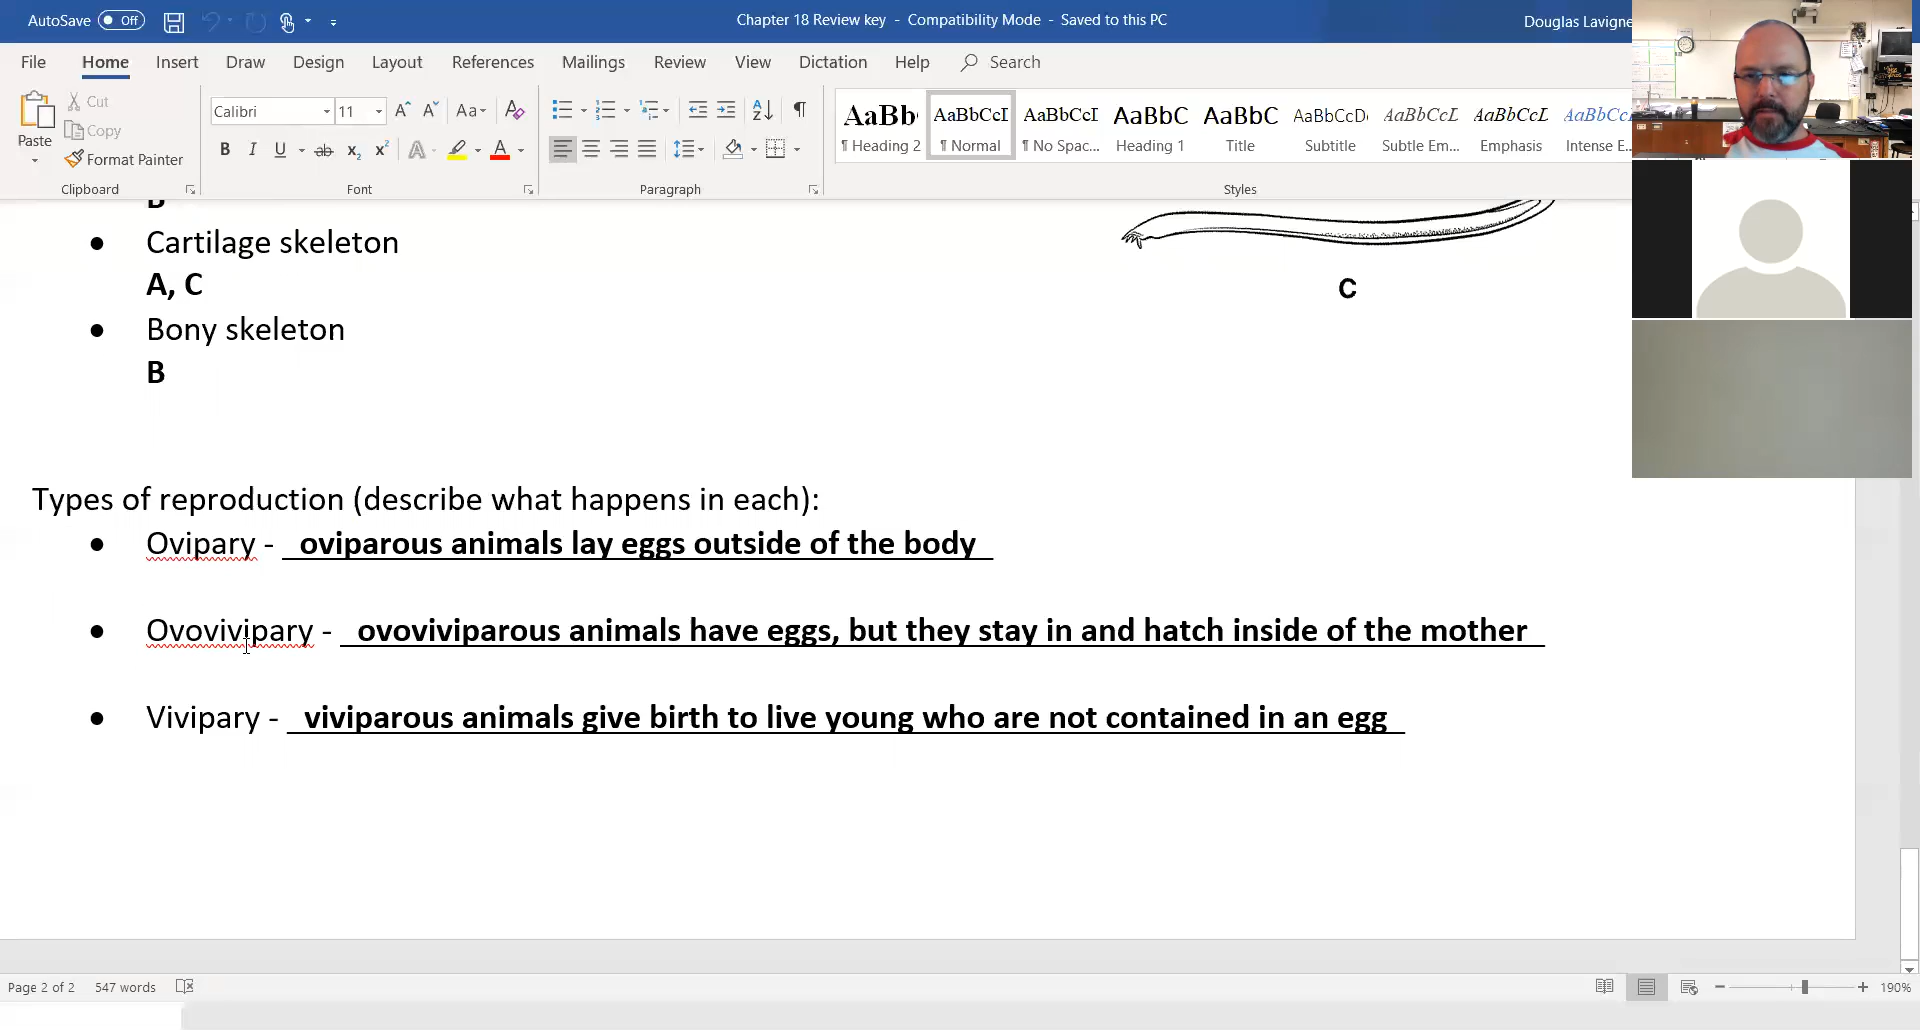 AutoSave Off Chapter 18 Review key - Compatibility Mode - Saved to this PC Douglas Lavigne
File Home Insert Draw Design Layout References Mailings Review View Dictation Help Search
Paste Cut Copy Format Painter
Calibri 11 Aa
B I U ab x₂ x² A A
AaBb AaBbCcI AaBbCcI AaBbC AaBbC AaBbCcD AaBbCcL AaBbCcL AaBbCc
¶ Heading 2 ¶ Normal ¶ No Spac... Heading 1 Title Subtitle Subtle Em... Emphasis Intense E...
Clipboard Font Paragraph Styles
B
• Cartilage skeleton
A, C
C
• Bony skeleton
B
Types of reproduction (describe what happens in each):
• Ovipary - oviparous animals lay eggs outside of the body
• Ovovivipary - ovoviviparous animals have eggs, but they stay in and hatch inside of the mother
• Vivipary - viviparous animals give birth to live young who are not contained in an egg
Page 2 of 2 547 words 190%